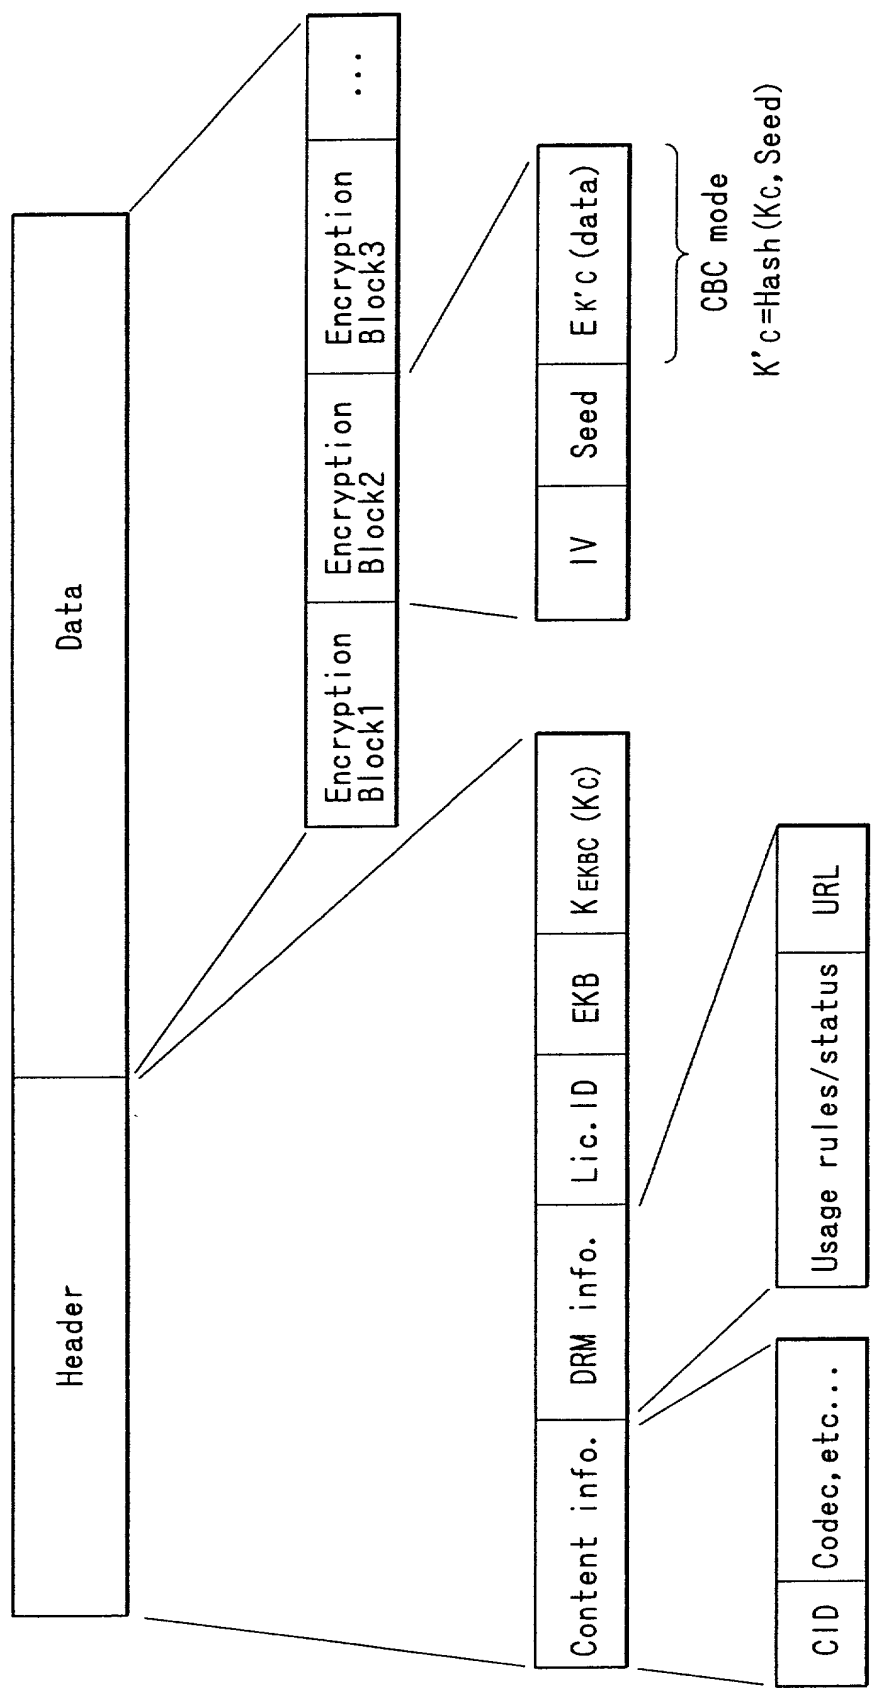 Header
Data
Encryption
Block1
Encryption
Block2
Encryption
Block3
...
Content info.
DRM info.
Lic.ID
EKB
KEKBC (Kc)
IV
Seed
EK'C (data)
CBC mode
K'c=Hash(Kc, Seed)
CID
Codec, etc...
Usage rules/status
URL